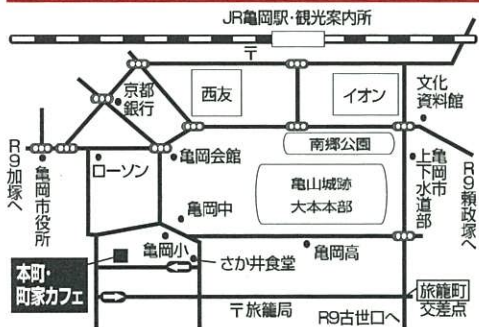 JR亀岡駅・観光案内所
〒
京都
銀行
西友
イオン
文化
資料館
南郷公園
R9加塚へ
亀岡市役所
ローソン
亀岡会館
亀山城跡
大本本部
亀岡市
上下水道部
R9頼政塚へ
亀岡中
亀岡小
さか井食堂
亀岡高
本町・
町家カフェ
〒旅籠局
R9古世口へ
旅籠町
交差点